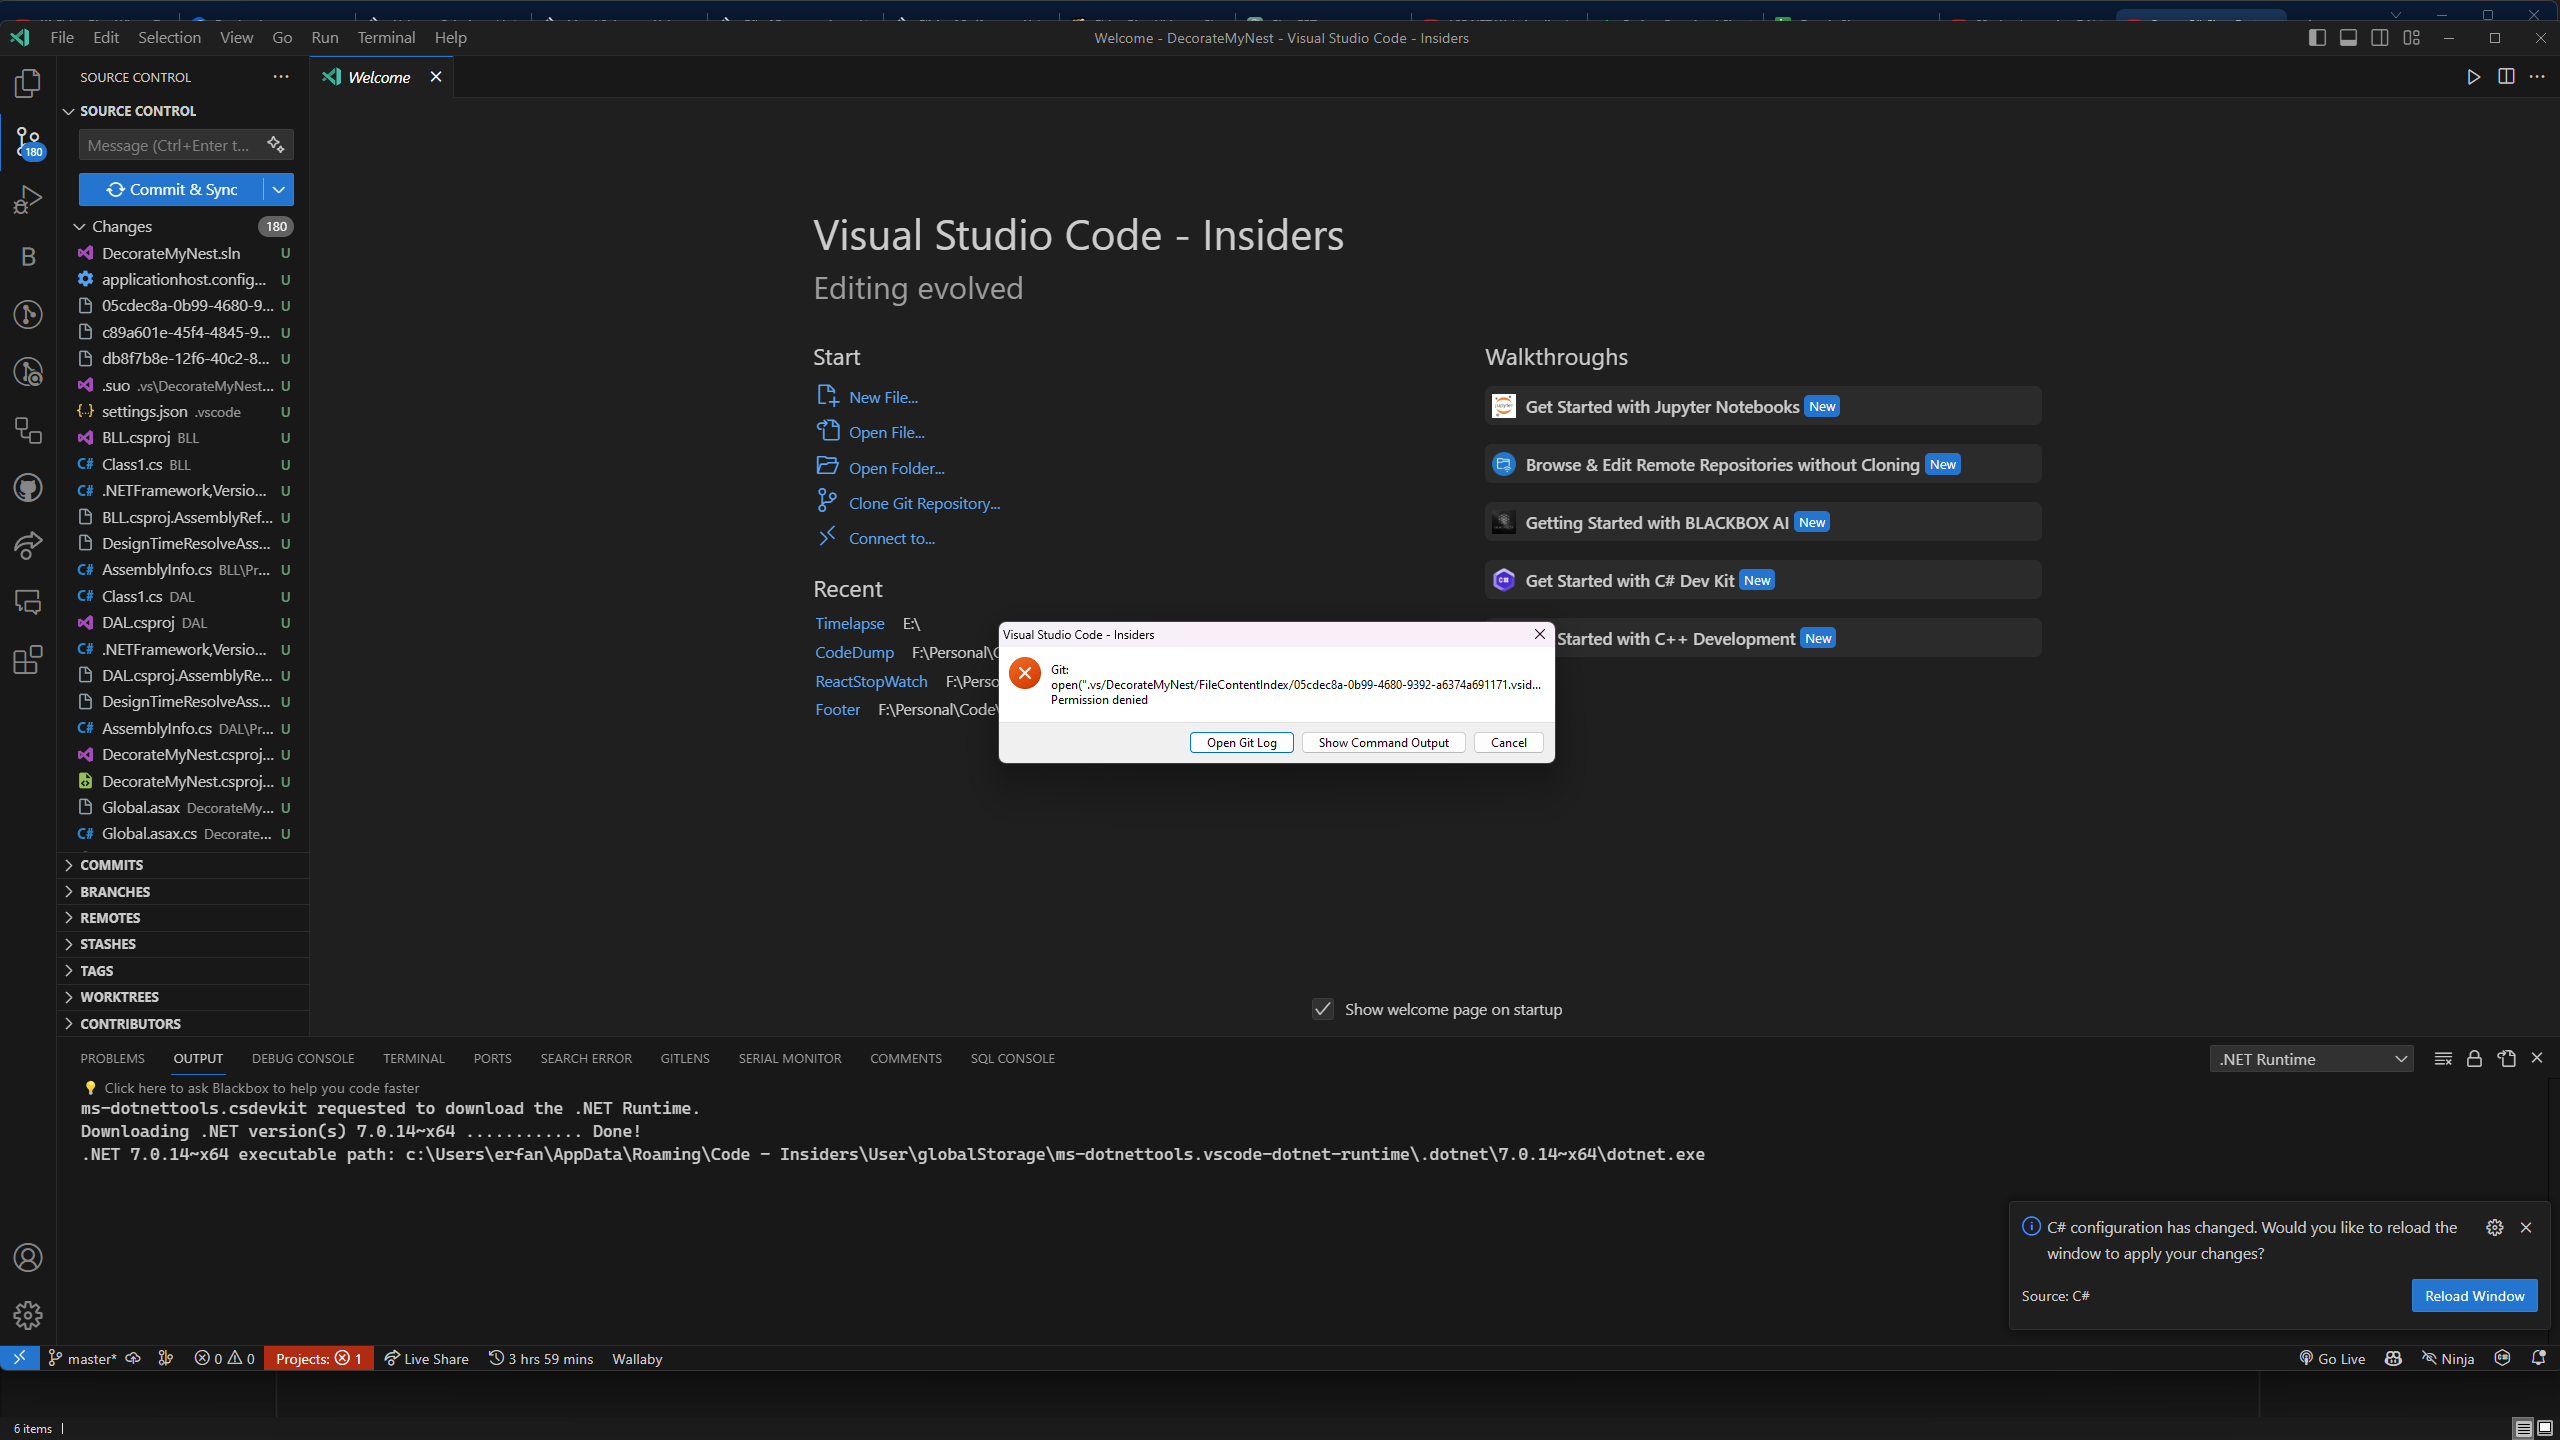 File Edit Selection View Go Run Terminal Help
Welcome - DecorateMyNest - Visual Studio Code - Insiders
SOURCE CONTROL
Welcome
SOURCE CONTROL
Message (Ctrl+Enter t...
180
Commit & Sync
Changes 180
DecorateMyNest.sln U
applicationhost.config... U
05cdec8a-0b99-4680-9... U
c89a601e-45f4-4845-9... U
db8f7b8e-12f6-40c2-8... U
.suo .vs\DecorateMyNest... U
settings.json .vscode U
BLL.csproj BLL U
C# Class1.cs BLL U
C# .NETFramework,Versio... U
BLL.csproj.AssemblyRef... U
DesignTimeResolveAss... U
C# AssemblyInfo.cs BLL\Pr... U
C# Class1.cs DAL U
DAL.csproj DAL U
C# .NETFramework,Versio... U
DAL.csproj.AssemblyRe... U
DesignTimeResolveAss... U
C# AssemblyInfo.cs DAL\Pr... U
DecorateMyNest.csproj... U
DecorateMyNest.csproj... U
Global.asax DecorateMy... U
C# Global.asax.cs Decorate... U
COMMITS
BRANCHES
REMOTES
STASHES
TAGS
WORKTREES
CONTRIBUTORS
Visual Studio Code - Insiders
Editing evolved
Start
New File...
Open File...
Open Folder...
Clone Git Repository...
Connect to...
Recent
Timelapse E:\
CodeDump F:\Personal\C
ReactStopWatch F:\Perso
Footer F:\Personal\Code\
Walkthroughs
Get Started with Jupyter Notebooks New
Browse & Edit Remote Repositories without Cloning New
Getting Started with BLACKBOX AI New
Get Started with C# Dev Kit New
Started with C++ Development New
Visual Studio Code - Insiders
Git:
open(".vs/DecorateMyNest/FileContentIndex/05cdec8a-0b99-4680-9392-a6374a691171.vsid...
Permission denied
Open Git Log Show Command Output Cancel
Show welcome page on startup
PROBLEMS OUTPUT DEBUG CONSOLE TERMINAL PORTS SEARCH ERROR GITLENS SERIAL MONITOR COMMENTS SQL CONSOLE
.NET Runtime
Click here to ask Blackbox to help you code faster
ms-dotnettools.csdevkit requested to download the .NET Runtime.
Downloading .NET version(s) 7.0.14~x64 ............ Done!
.NET 7.0.14~x64 executable path: c:\Users\erfan\AppData\Roaming\Code - Insiders\User\globalStorage\ms-dotnettools.vscode-dotnet-runtime\.dotnet\7.0.14~x64\dotnet.exe
C# configuration has changed. Would you like to reload the
window to apply your changes?
Source: C#
Reload Window
master* 0 0 Projects: 1 Live Share 3 hrs 59 mins Wallaby
Go Live Ninja
6 items